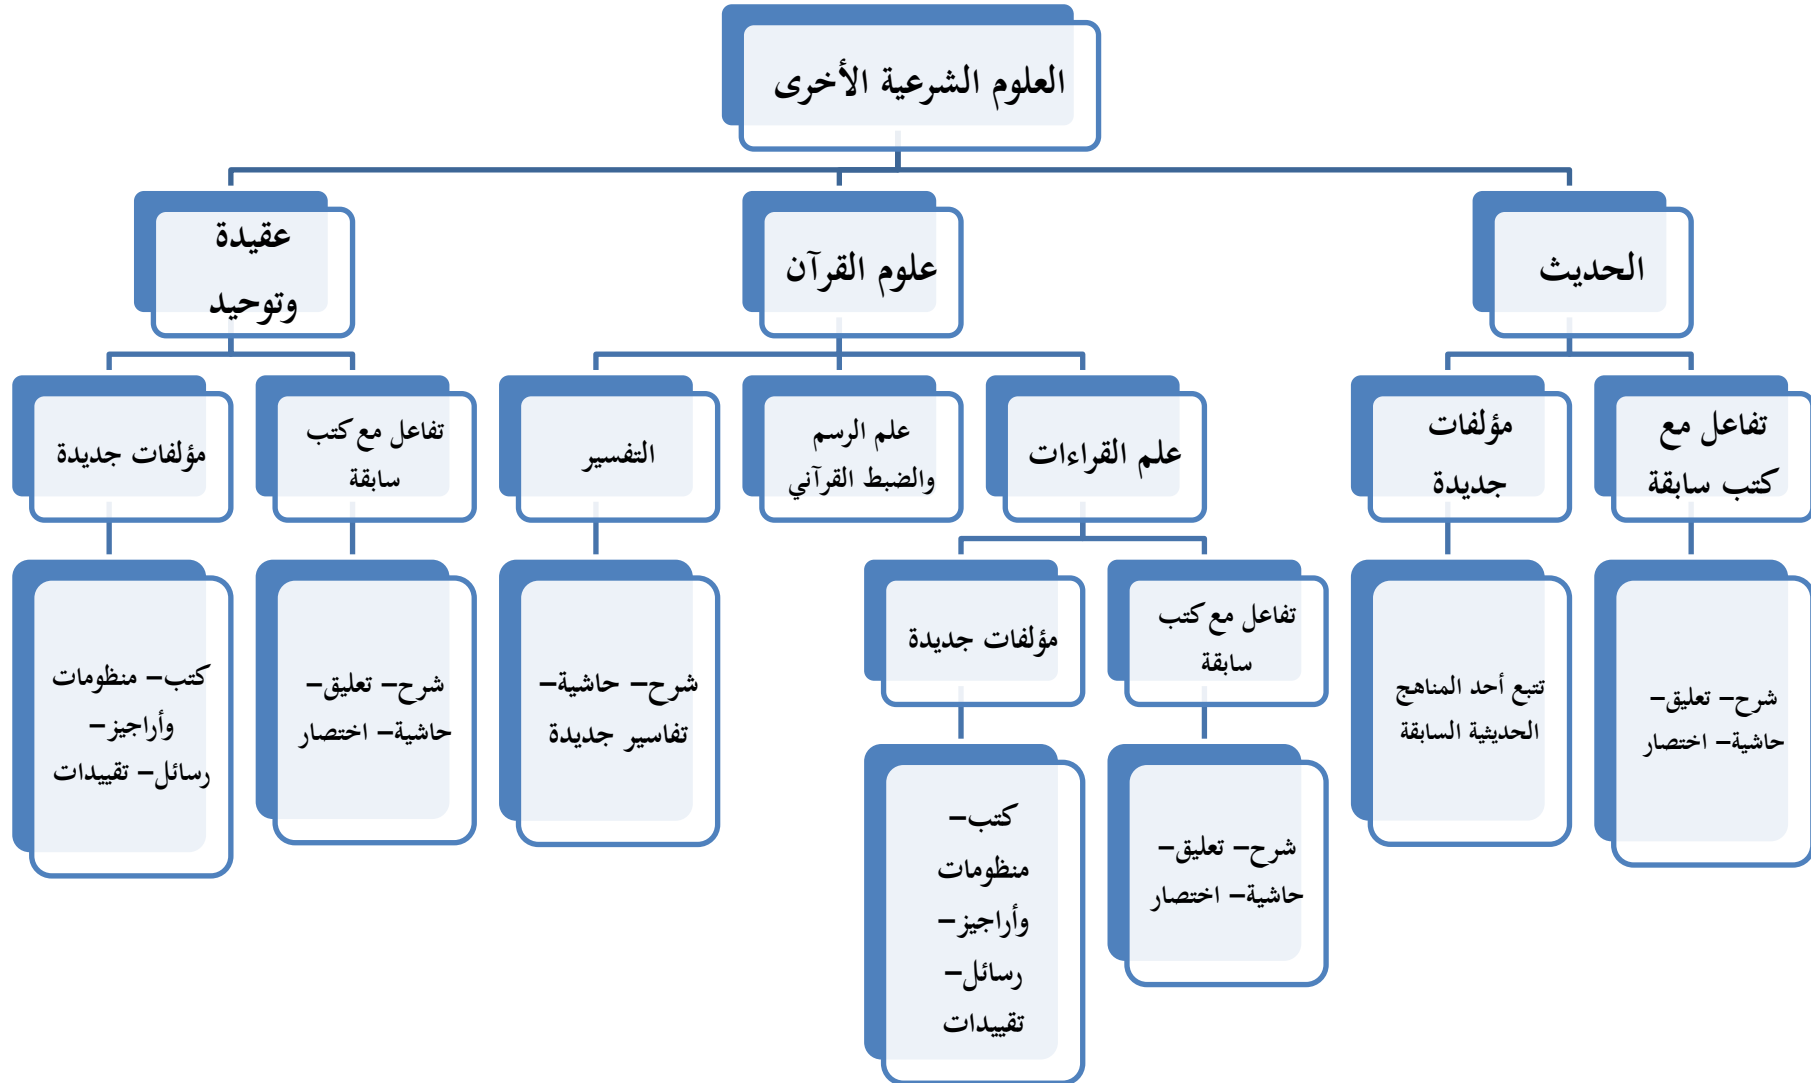 العلوم الشرعية الأخرى
الحديث
علوم القرآن
عقيدة
وتوحيد
تفاعل مع
كتب سابقة
مؤلفات
جديدة
علم القراءات
علم الرسم
والضبط القرآني
التفسير
تفاعل مع كتب
سابقة
مؤلفات جديدة
شرح– تعليق–
حاشية– اختصار
تتبع أحد المناهج
الحديثية السابقة
تفاعل مع كتب
سابقة
مؤلفات جديدة
شرح– حاشية–
تفاسير جديدة
شرح– تعليق–
حاشية– اختصار
كتب– منظومات
وأراجيز–
رسائل– تقييدات
شرح– تعليق–
حاشية– اختصار
كتب–
منظومات
وأراجيز–
رسائل–
تقييدات